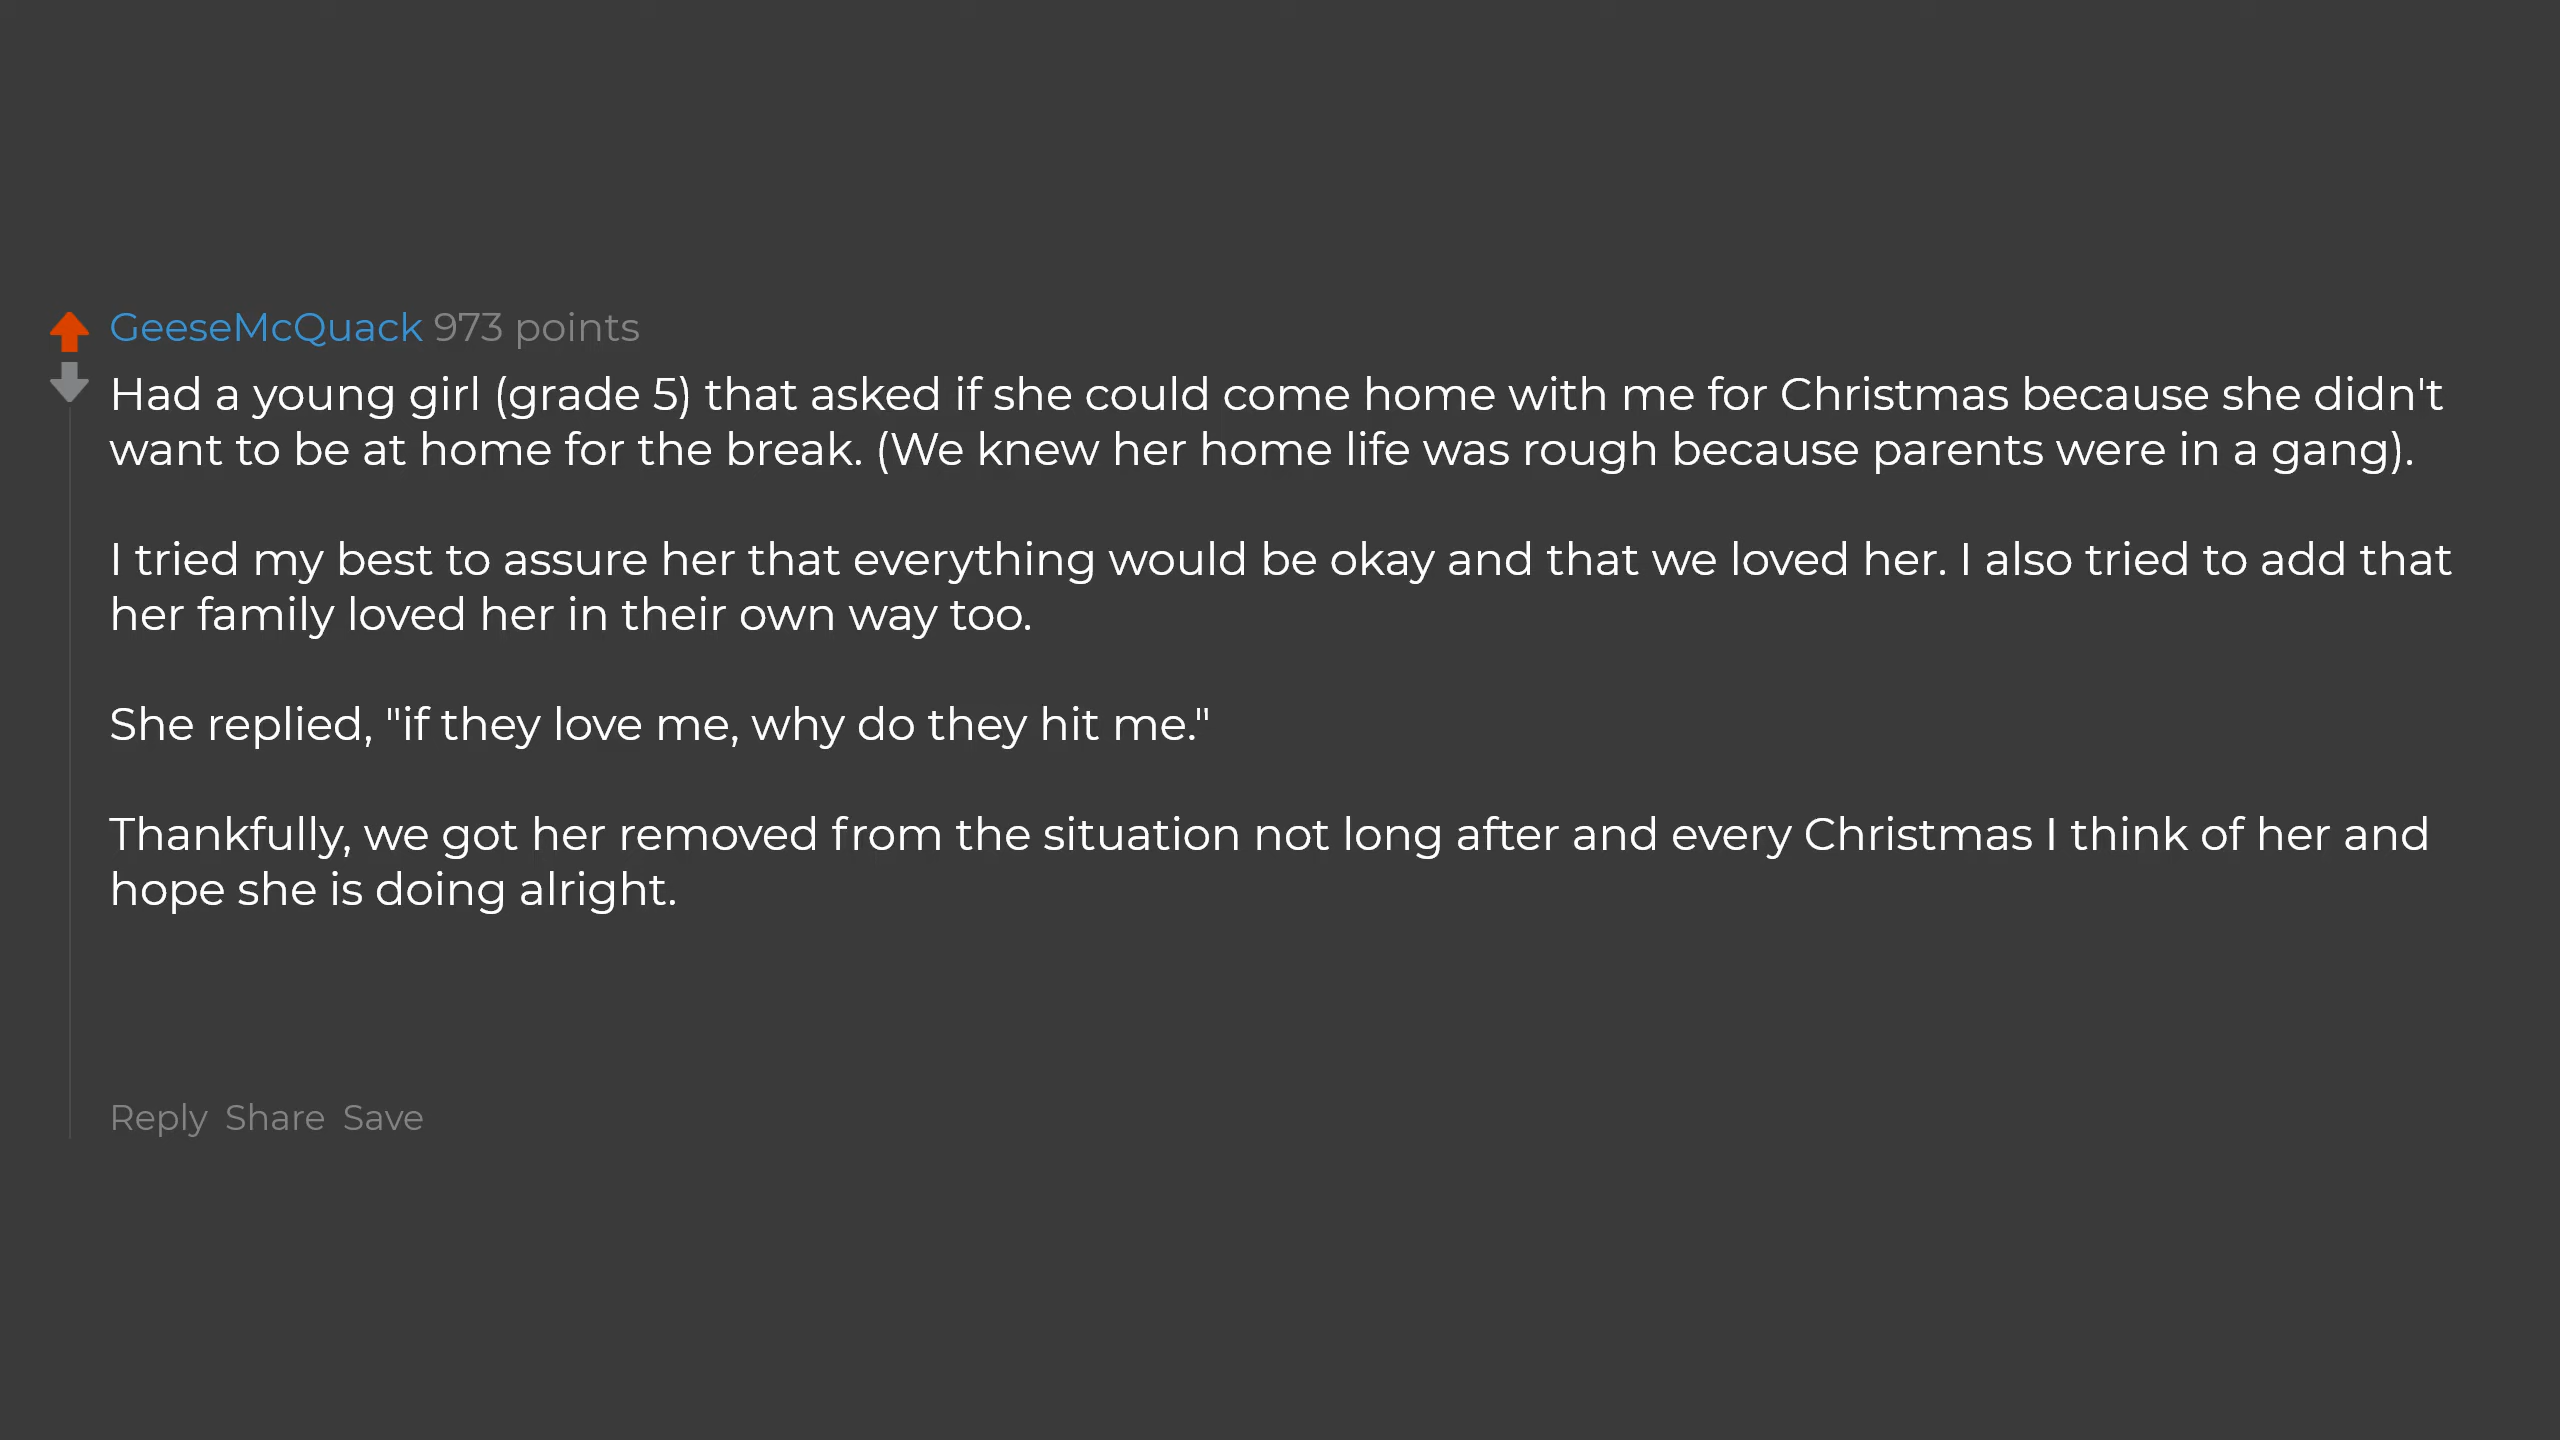 GeeseMcQuack 973 points
Had a young girl (grade 5) that asked if she could come home with me for Christmas because she didn't
want to be at home for the break. (We knew her home life was rough because parents were in a gang).
I tried my best to assure her that everything would be okay and that we loved her. I also tried to add that
her family loved her in their own way too.
She replied, "if they love me, why do they hit me."
Thankfully, we got her removed from the situation not long after and every Christmas I think of her and
hope she is doing alright.
Reply Share Save